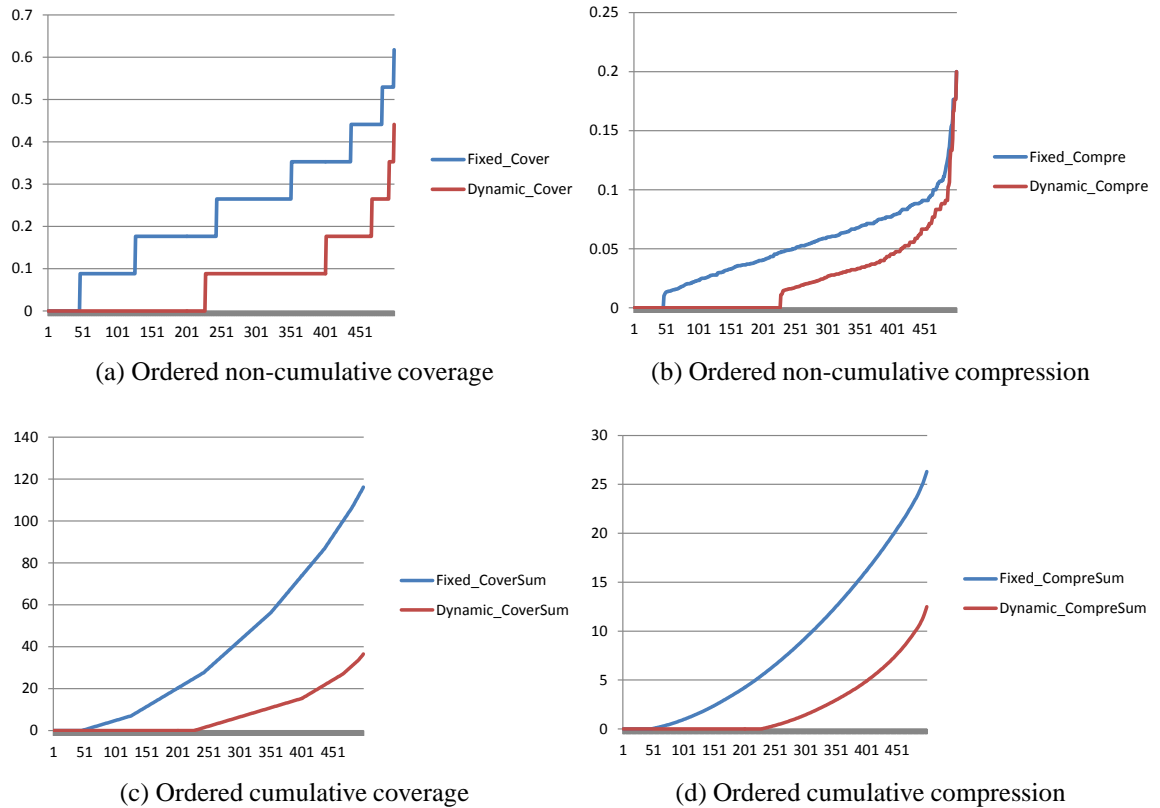 0.7
0.6
0.5
0.4
0.3
0.2
0.1
0
1 51 101 151 201 251 301 351 401 451
Fixed_Cover
Dynamic_Cover
(a) Ordered non-cumulative coverage
0.25
0.2
0.15
0.1
0.05
0
1 51 101 151 201 251 301 351 401 451
Fixed_Compre
Dynamic_Compre
(b) Ordered non-cumulative compression
140
120
100
80
60
40
20
0
1 51 101 151 201 251 301 351 401 451
Fixed_CoverSum
Dynamic_CoverSum
(c) Ordered cumulative coverage
30
25
20
15
10
5
0
1 51 101 151 201 251 301 351 401 451
Fixed_CompreSum
Dynamic_CompreSum
(d) Ordered cumulative compression